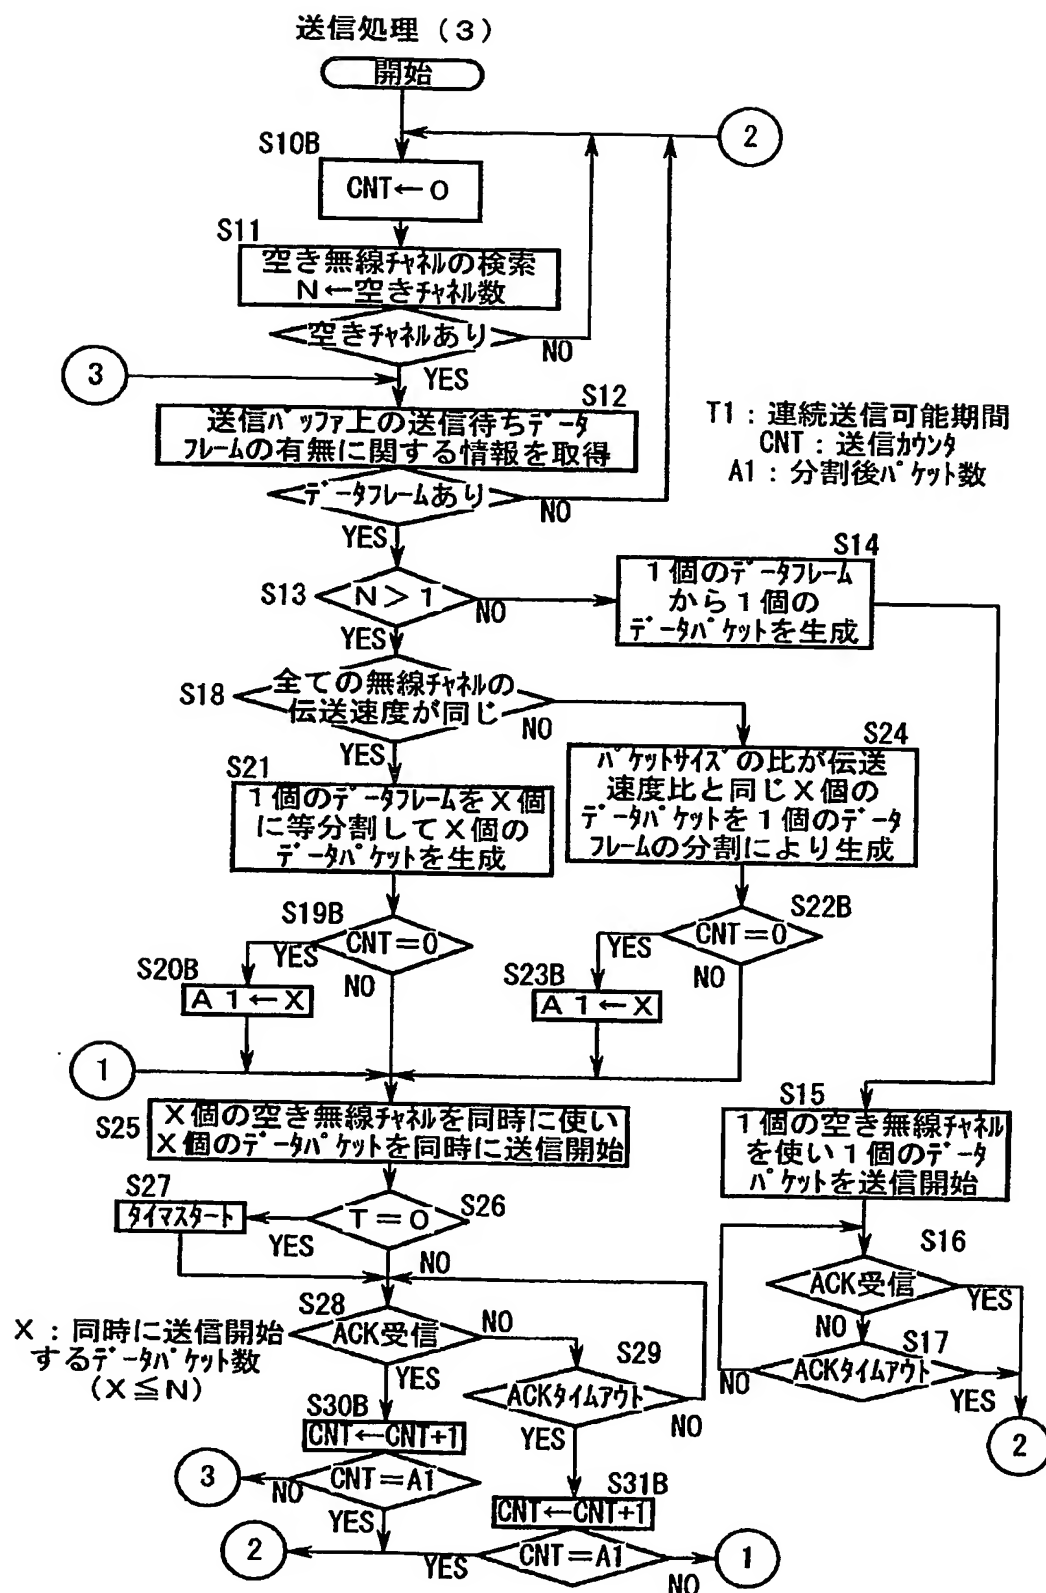 送信処理(3)
開始
2
S10B
CNT←0
S11
空き無線チャネルの検索
N←空きチャネル数
空きチャネルあり
NO
YES
3
S12
送信バッファ上の送信待ちデータ
フレームの有無に関する情報を取得
T1:連続送信可能期間
CNT:送信カウンタ
A1:分割後パケット数
データフレームあり
NO
YES
S14
1個のデータフレーム
から1個の
データパケットを生成
S13
N>1
NO
YES
S18
全ての無線チャネルの
伝送速度が同じ
NO
YES
S24
パケットサイズの比が伝送
速度比と同じX個の
データパケットを1個のデータ
フレームの分割により生成
S21
1個のデータフレームをX個
に等分割してX個の
データパケットを生成
S19B
CNT=0
YES
NO
S22B
CNT=0
YES
NO
S20B
A1←X
S23B
A1←X
1
S25
X個の空き無線チャネルを同時に使い
X個のデータパケットを同時に送信開始
S15
1個の空き無線チャネル
を使い1個のデータ
パケットを送信開始
S27
タイマスタート
T=0
S26
YES
NO
S16
ACK受信
YES
NO
S28
ACK受信
NO
YES
X:同時に送信開始
するデータパケット数
(X≦N)
S17
ACKタイムアウト
NO
YES
S29
ACKタイムアウト
NO
YES
2
S30B
CNT←CNT+1
3
NO
CNT=A1
YES
S31B
CNT←CNT+1
2
YES
CNT=A1
NO
1